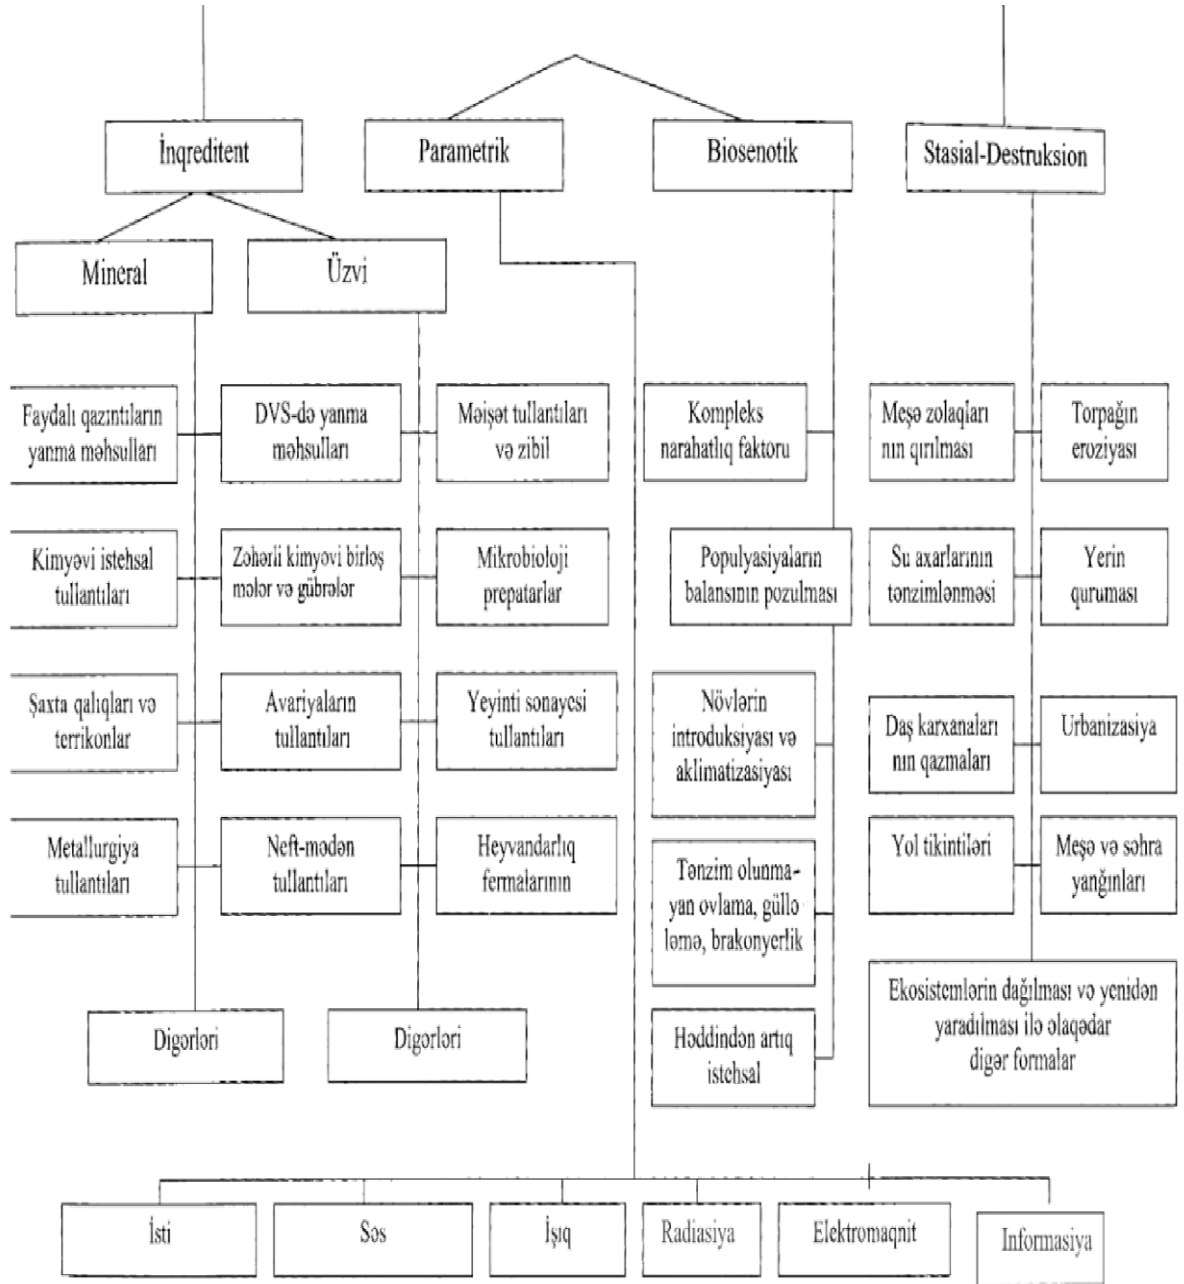 İnqreditent
Parametrik
Biosenotik
Stasial-Destruksion
Mineral
Üzvi
Faydalı qazıntıların
yanma məhsulları
DVS-də yanma
məhsulları
Məişət tullantıları
və zibil
Kompleks
narahatlıq faktoru
Meşə zolaqları
nın qırılması
Torpağın
eroziyası
Kimyəvi istehsal
tullantıları
Zəhərli kimyəvi birləş
mələr və gübrələr
Mikrobioloji
prepatarlar
Populyasiyaların
balansının pozulması
Su axarlarının
tənzimlənməsi
Yerin
quruması
Şaxta qalıqları və
terrikonlar
Avariyaların
tullantıları
Yeyinti sənayesi
tullantıları
Növlərin
introduksiyası və
aklimatizasiyası
Daş karxanaları
nın qazmaları
Urbanizasiya
Metallurgiya
tullantıları
Neft-mədən
tullantıları
Heyvandarlıq
fermalarının
Tənzim olunma-
yan ovlama, güllə
ləmə, brakonyerlik
Yol tikintiləri
Meşə və səhra
yanğınları
Digərləri
Digərləri
Həddindən artıq
istehsal
Ekosistemlərin dağılması və yenidən
yaradılması ilə əlaqədar
digər formalar
İsti
Səs
İşıq
Radiasiya
Elektromaqnit
Informasiya